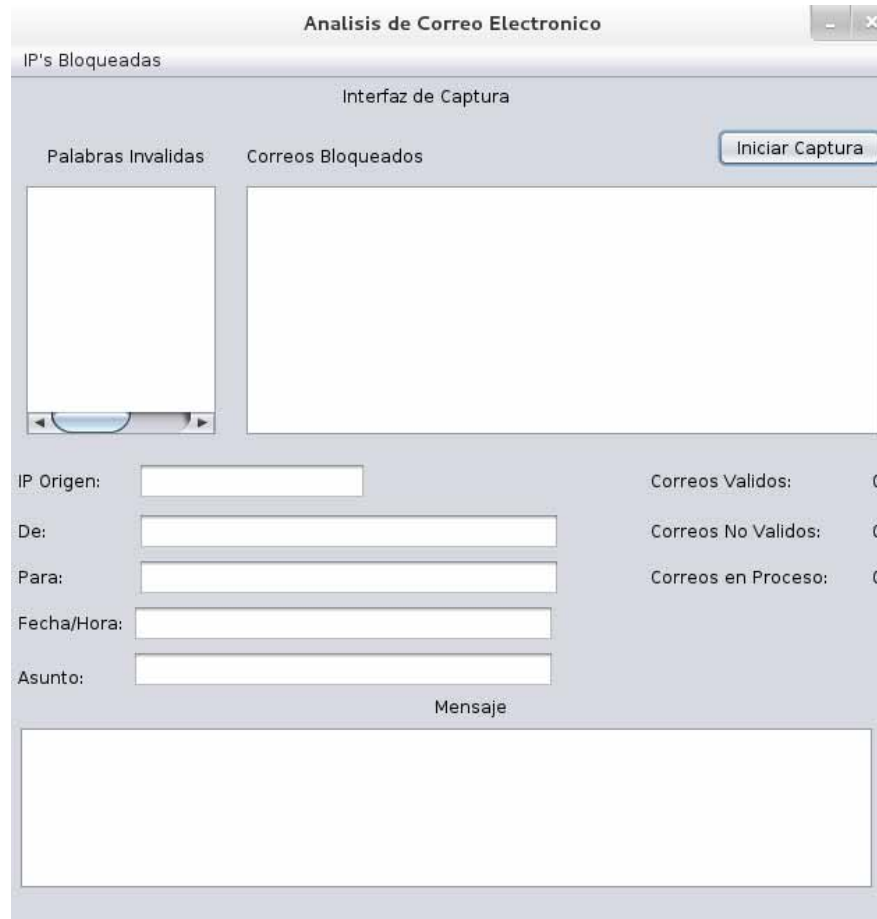 Analisis de Correo Electronico
IP's Bloqueadas
Interfaz de Captura
Iniciar Captura
Palabras Invalidas
Correos Bloqueados
IP Origen:
Correos Validos:
De:
Correos No Validos:
Para:
Correos en Proceso:
Fecha/Hora:
Asunto:
Mensaje